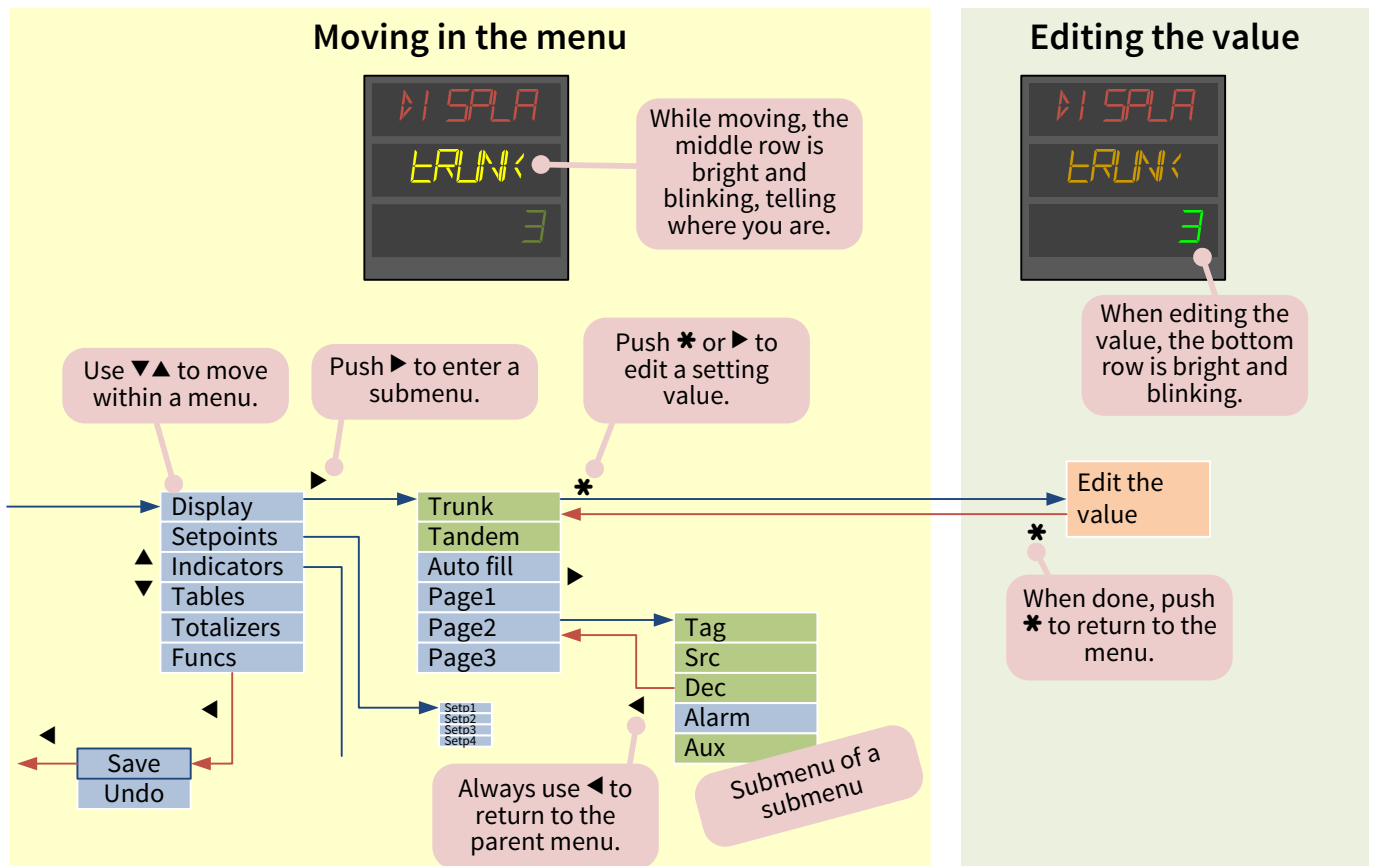 Moving in the menu
Editing the value
DISPLA
tRUNK
3
While moving, the
middle row is
bright and
blinking, telling
where you are.
DISPLA
tRUNK
3
When editing the
value, the bottom
row is bright and
blinking.
Use ▼▲ to move
within a menu.
Push ▶ to enter a
submenu.
Push ✱ or ▶ to
edit a setting
value.
▶
✱
Display
Setpoints
Indicators
Tables
Totalizers
Funcs
▲
▼
Trunk
Tandem
Auto fill
Page1
Page2
Page3
▶
Edit the
value
✱
When done, push
✱ to return to the
menu.
Tag
Src
Dec
Alarm
Aux
Setp1
Setp2
Setp3
Setp4
◀
◀
◀
Save
Undo
Always use ◀ to
return to the
parent menu.
Submenu of a
submenu